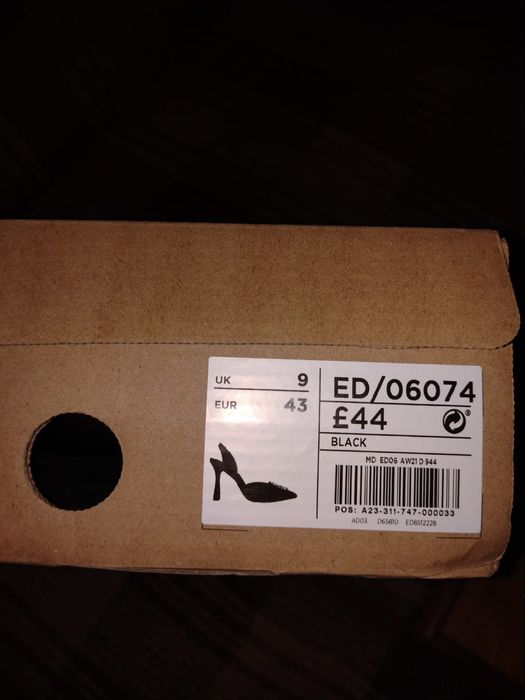 UK 9
EUR 43
ED/06074
£44
BLACK
MD ED06 AW21 D 944
POS: A23-311-747-000033
AD03 D65810 EDBS12228